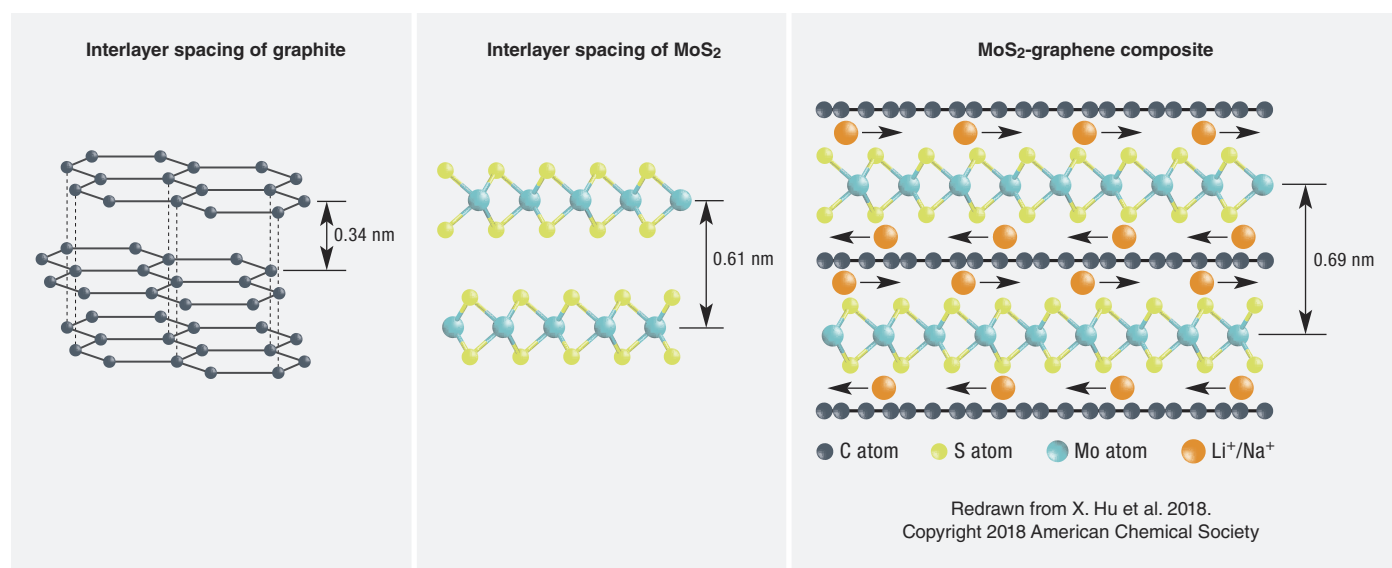 Interlayer spacing of graphite
0.34 nm
Interlayer spacing of MoS₂
0.61 nm
MoS₂-graphene composite
0.69 nm
C atom
S atom
Mo atom
Li⁺/Na⁺
Redrawn from X. Hu et al. 2018.
Copyright 2018 American Chemical Society